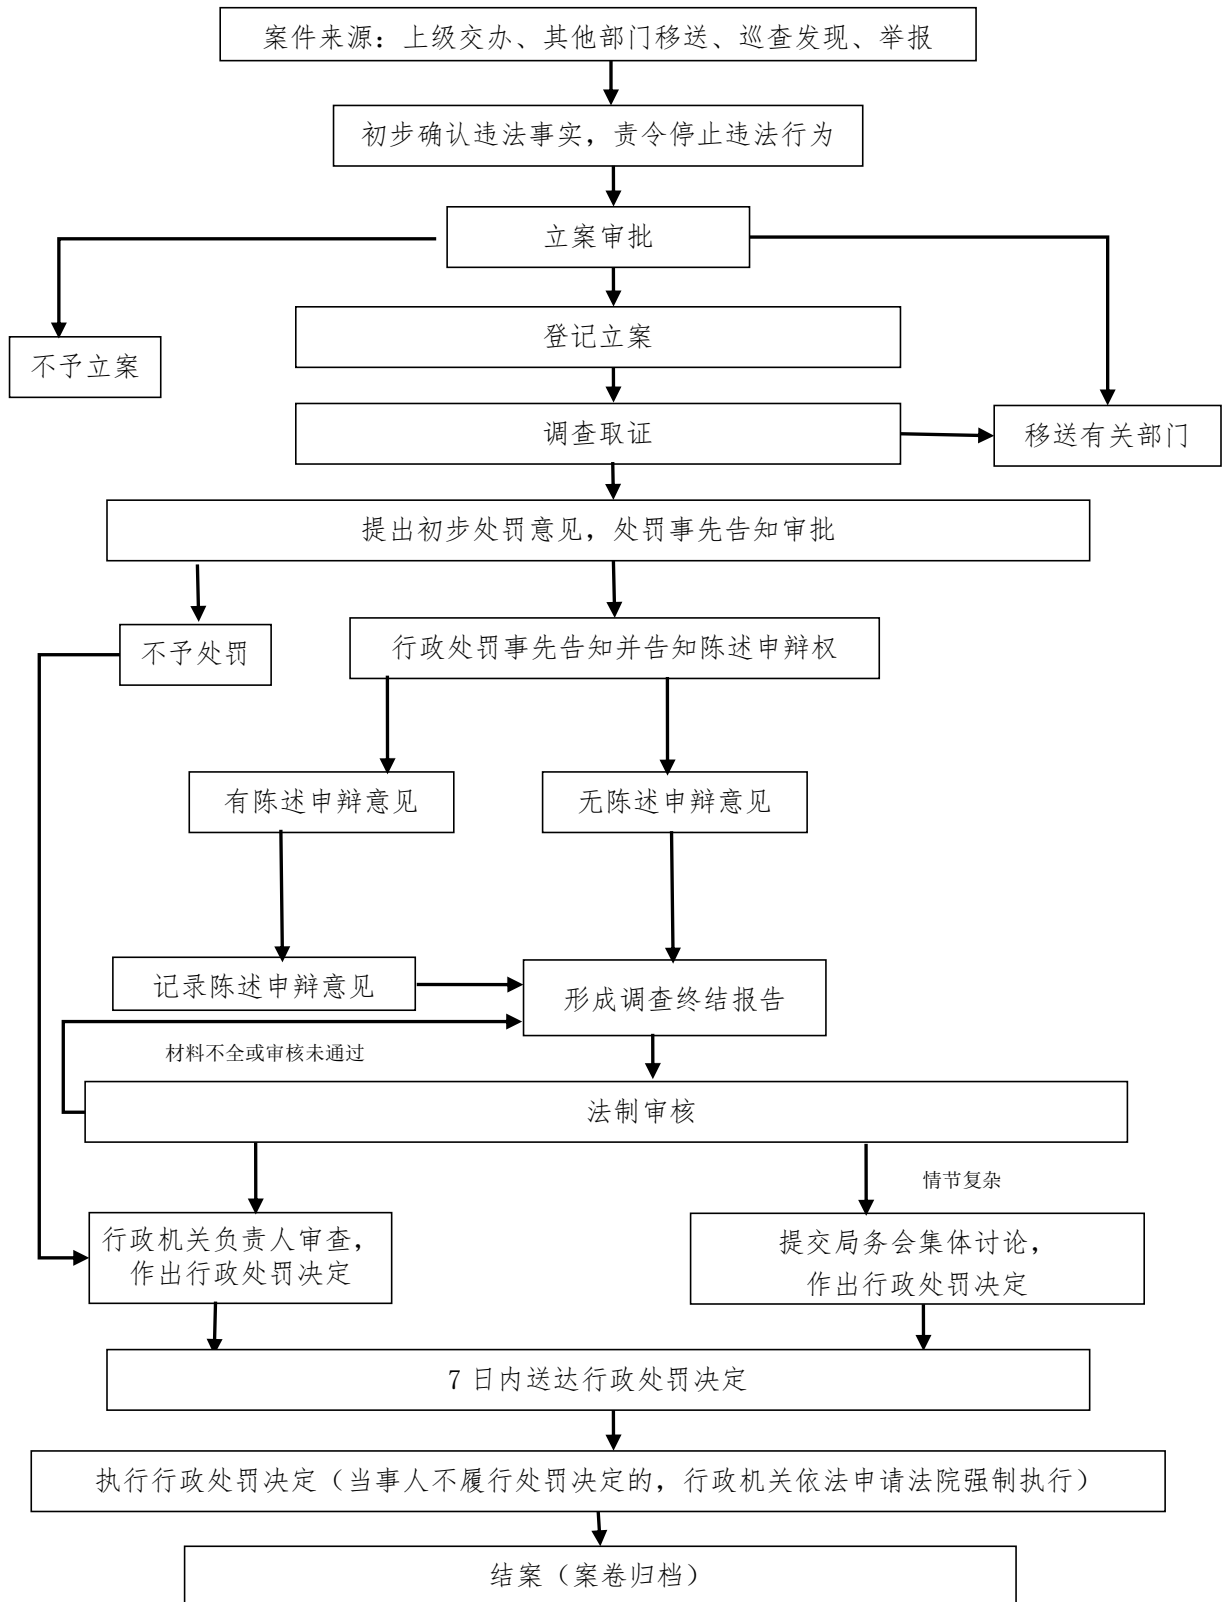 案件来源：上级交办、其他部门移送、巡查发现、举报
初步确认违法事实，责令停止违法行为
立案审批
登记立案
不予立案
调查取证
移送有关部门
提出初步处罚意见，处罚事先告知审批
不予处罚
行政处罚事先告知并告知陈述申辩权
有陈述申辩意见
无陈述申辩意见
记录陈述申辩意见
形成调查终结报告
材料不全或审核未通过
法制审核
情节复杂
行政机关负责人审查，
作出行政处罚决定
提交局务会集体讨论，
作出行政处罚决定
7 日内送达行政处罚决定
执行行政处罚决定（当事人不履行处罚决定的，行政机关依法申请法院强制执行）
结案（案卷归档）